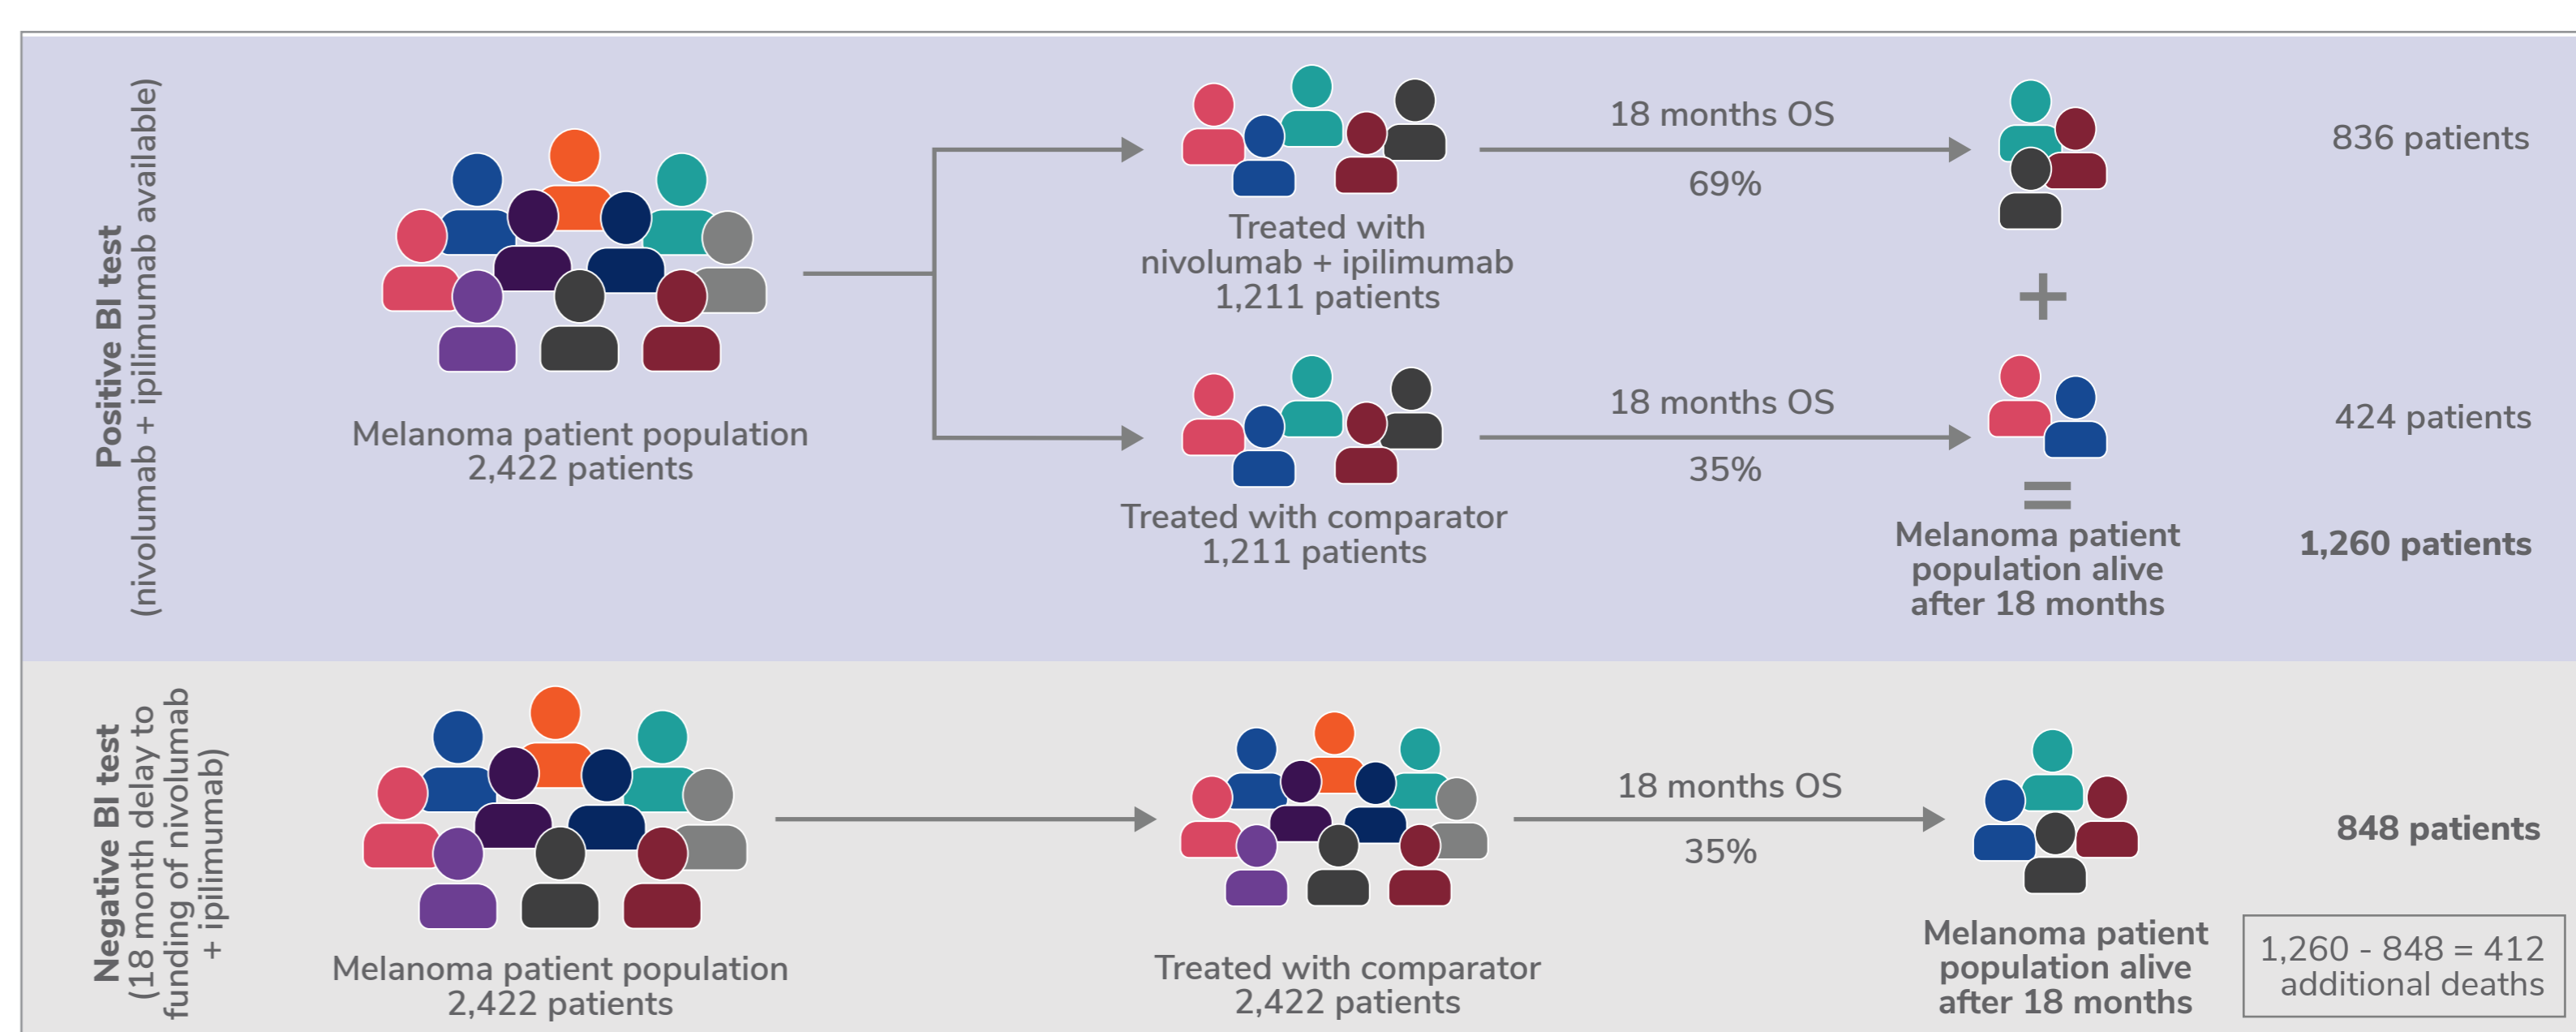 Positive BI test
(nivolumab + ipilimumab available)
Melanoma patient population
2,422 patients
Treated with
nivolumab + ipilimumab
1,211 patients
18 months OS
69%
836 patients
+
Treated with comparator
1,211 patients
18 months OS
35%
424 patients
=
Melanoma patient
population alive
after 18 months
1,260 patients
Negative BI test
(18 month delay to
funding of nivolumab
+ ipilimumab)
Melanoma patient population
2,422 patients
Treated with comparator
2,422 patients
18 months OS
35%
848 patients
Melanoma patient
population alive
after 18 months
1,260 - 848 = 412
additional deaths